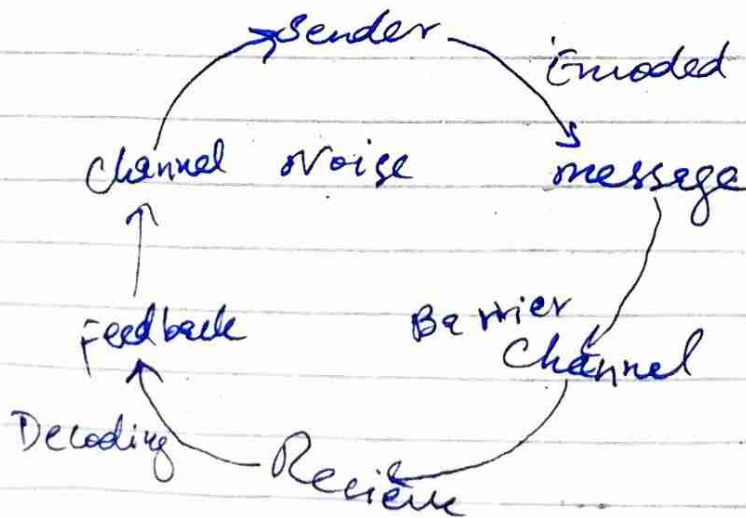 Sender
Encoded
Channel Noise message
Feedback Barrier
Channel
Decoding
Recieve